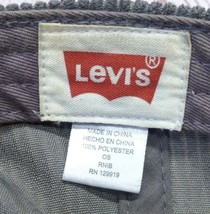 LEVI'S®
MADE IN CHINA
HECHO EN CHINA
100% POLYESTER
OS
RNIB
RN 129919